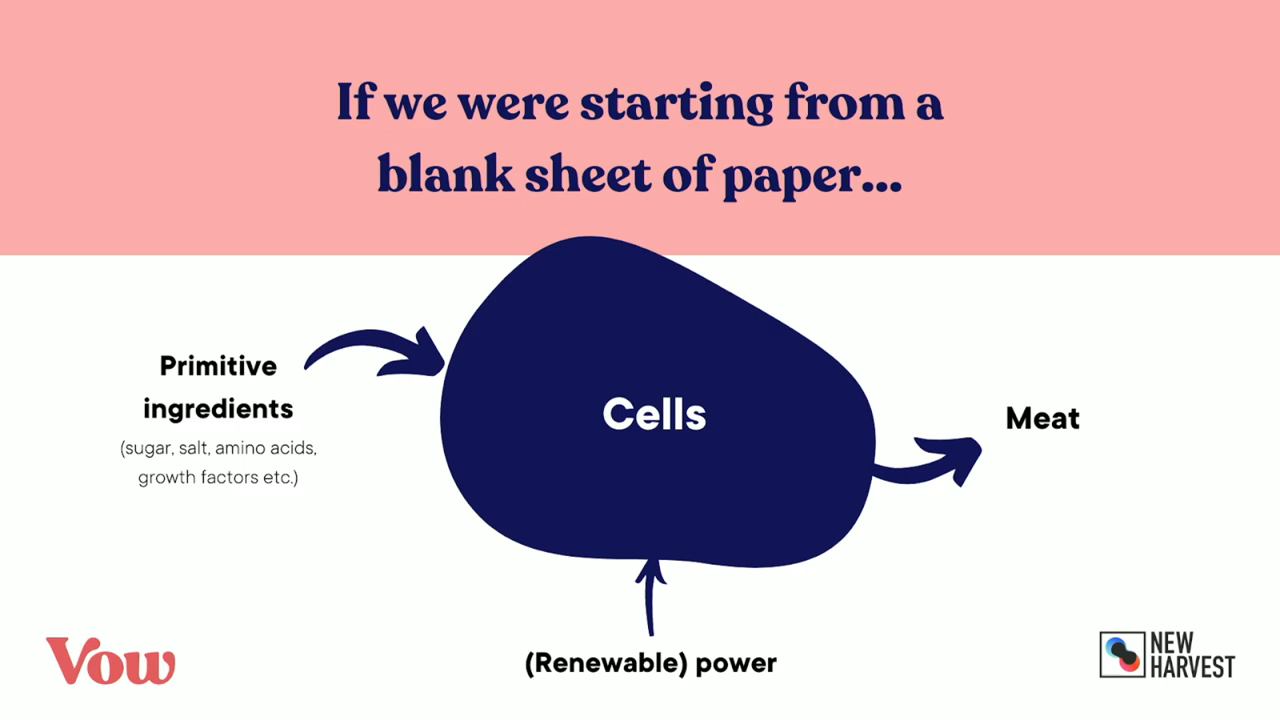 If we were starting from a
blank sheet of paper...
Primitive
ingredients
(sugar, salt, amino acids,
growth factors etc.)
Cells
Meat
(Renewable) power
Vow
NEW
HARVEST